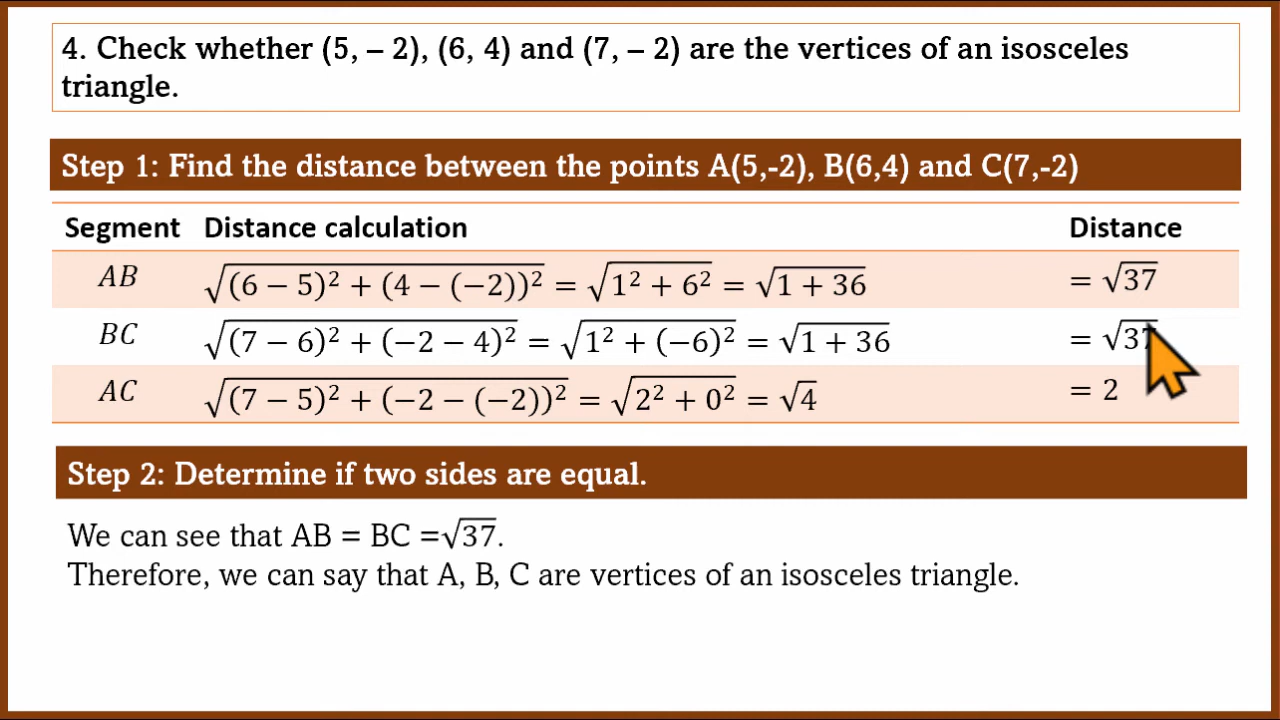 4. Check whether (5, – 2), (6, 4) and (7, – 2) are the vertices of an isosceles
triangle.
Step 1: Find the distance between the points A(5,-2), B(6,4) and C(7,-2)
Segment Distance calculation Distance
AB √((6 − 5)² + (4 − (−2))²) = √(1² + 6²) = √(1 + 36) = √37
BC √((7 − 6)² + (−2 − 4)²) = √(1² + (−6)²) = √(1 + 36) = √37
AC √((7 − 5)² + (−2 − (−2))²) = √(2² + 0²) = √4 = 2
Step 2: Determine if two sides are equal.
We can see that AB = BC =√37.
Therefore, we can say that A, B, C are vertices of an isosceles triangle.